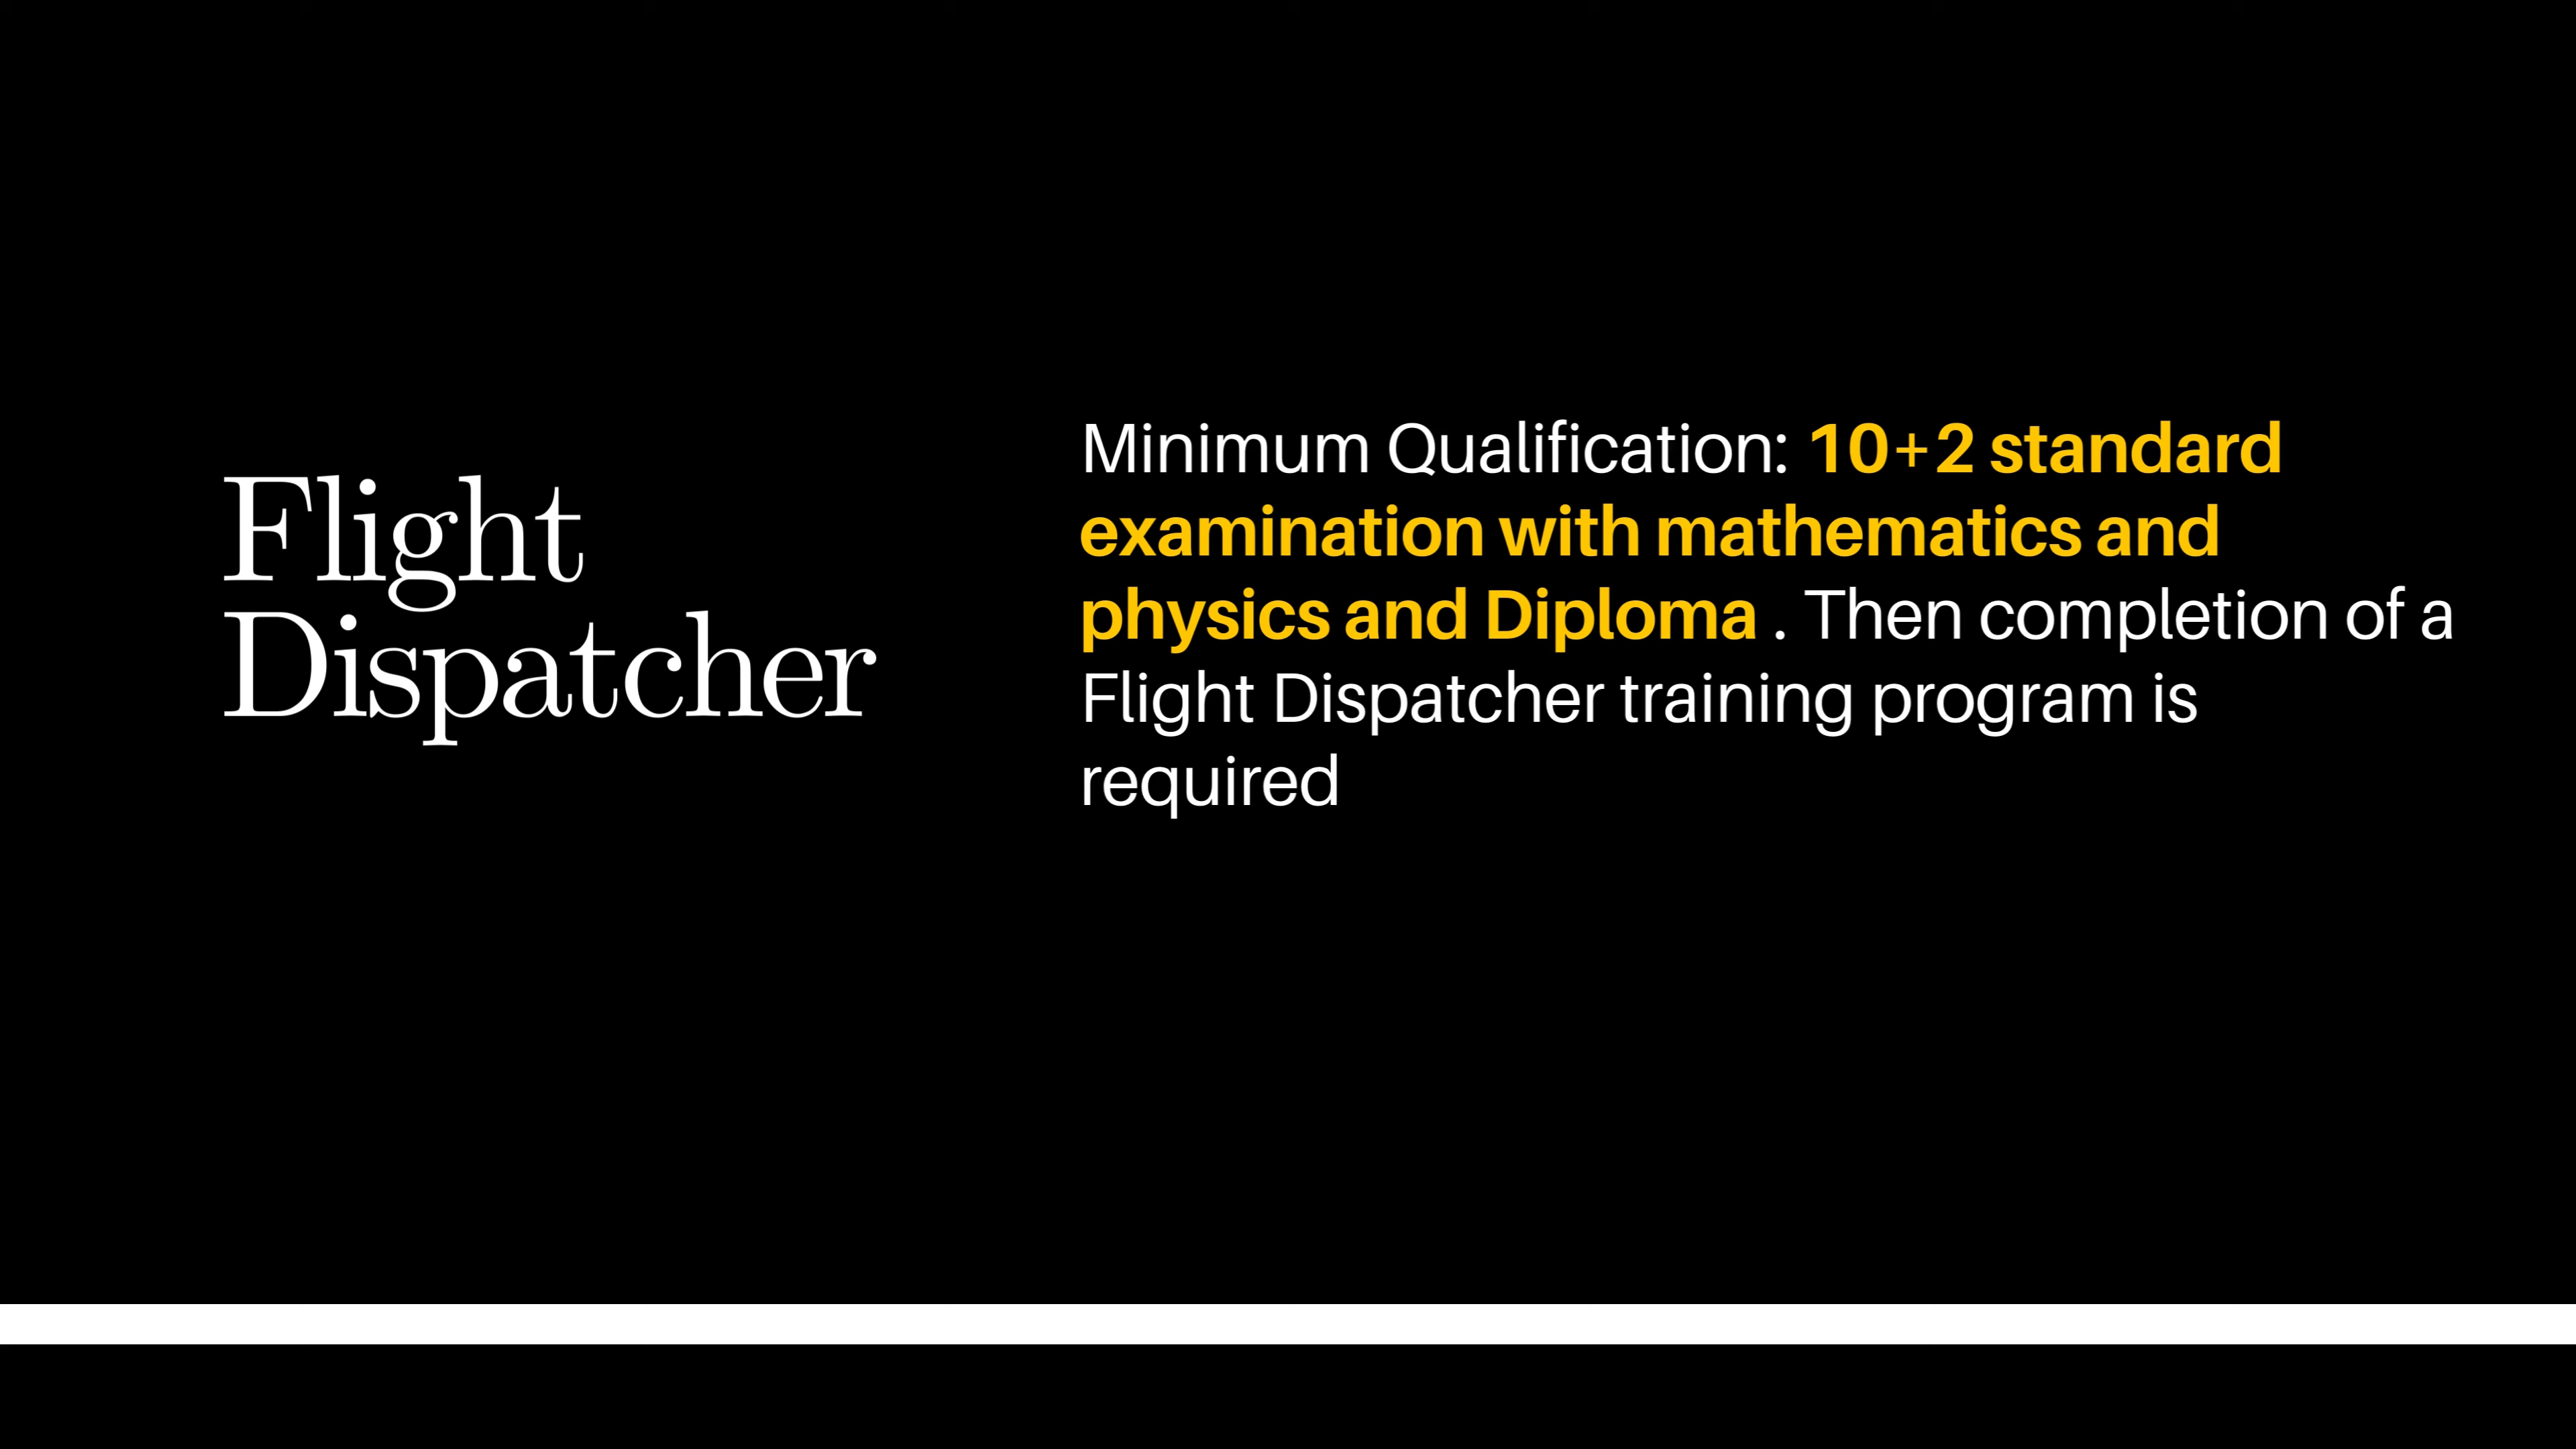 Flight
Dispatcher
Minimum Qualification: 10+2 standard
examination with mathematics and
physics and Diploma . Then completion of a
Flight Dispatcher training program is
required